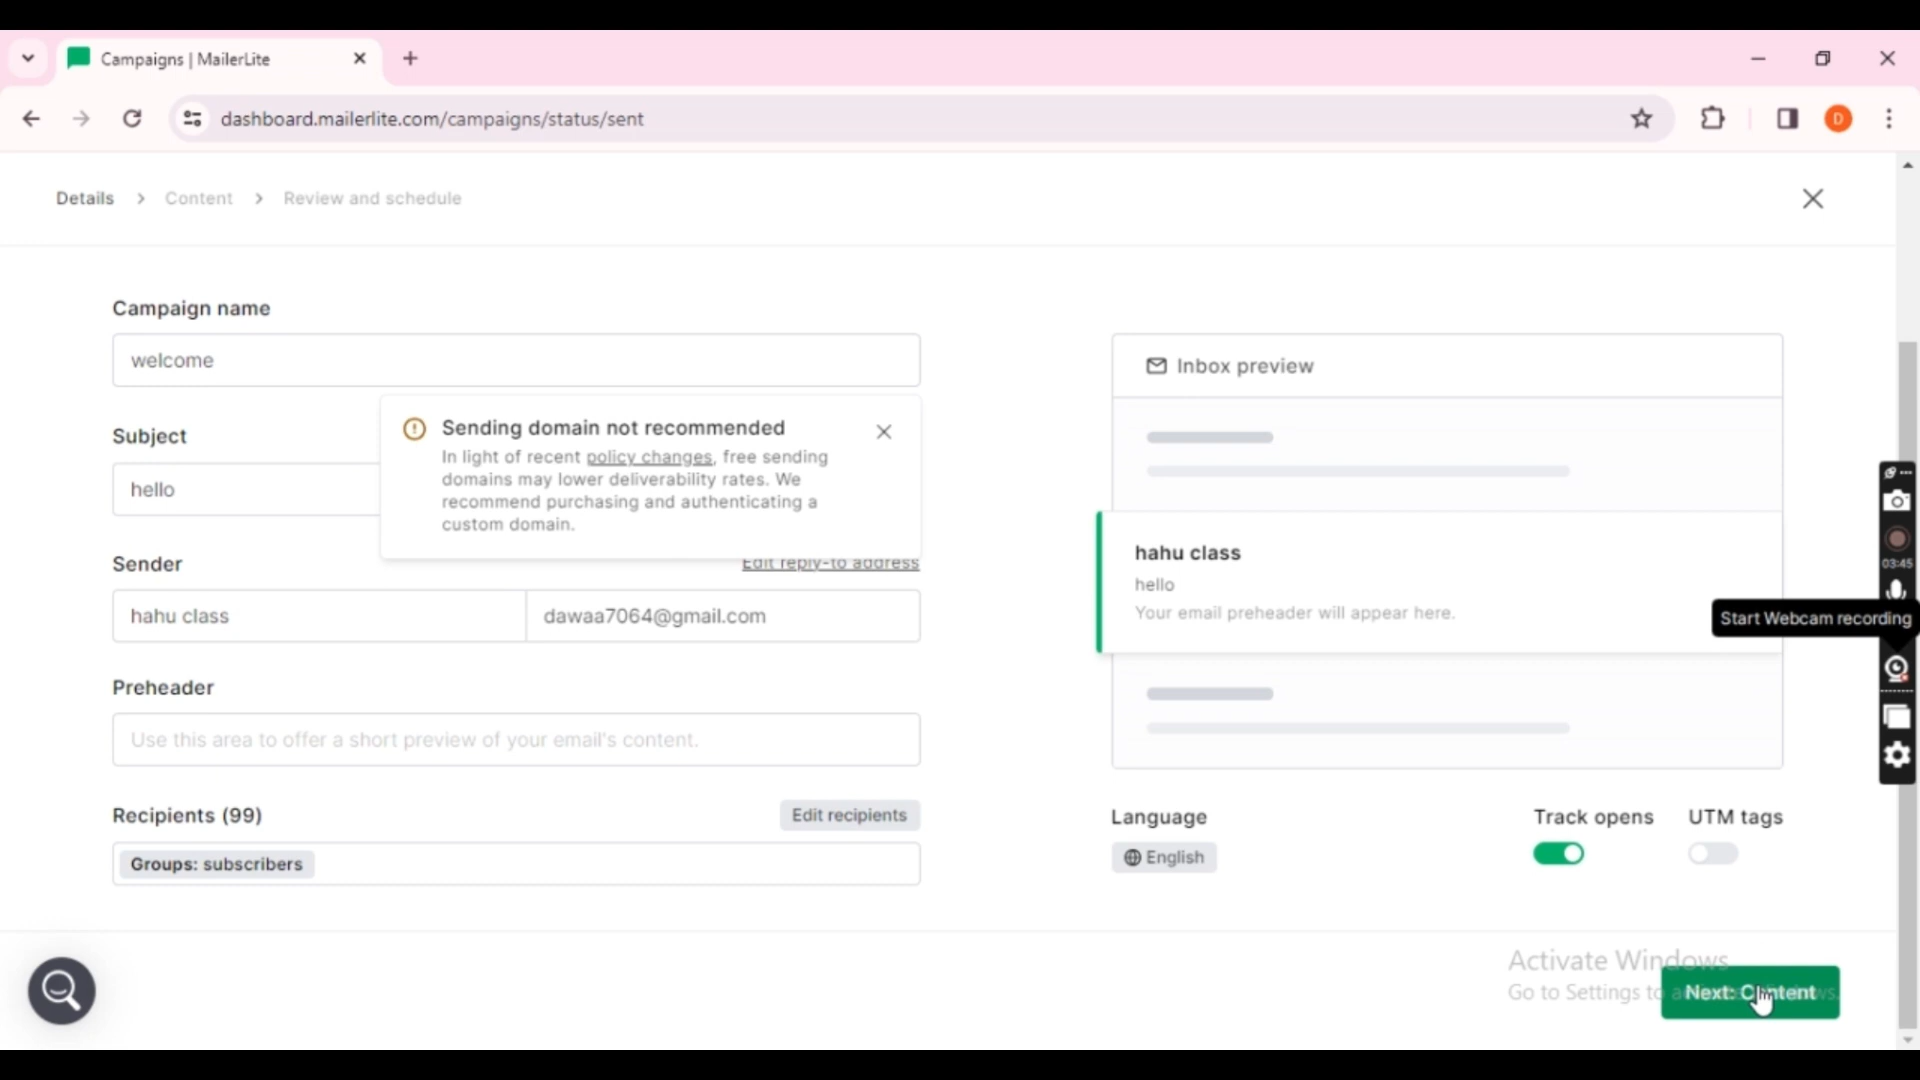 Campaigns | MailerLite
dashboard.mailerlite.com/campaigns/status/sent
D
Details > Content > Review and schedule
Campaign name
welcome
Subject
hello
Sending domain not recommended
In light of recent policy changes, free sending
domains may lower deliverability rates. We
recommend purchasing and authenticating a
custom domain.
Sender
Edit reply-to address
hahu class
dawaa7064@gmail.com
Preheader
Use this area to offer a short preview of your email's content.
Recipients (99)
Edit recipients
Groups: subscribers
Inbox preview
hahu class
hello
Your email preheader will appear here.
03:45
Start Webcam recording
Language
English
Track opens
UTM tags
Activate Windows
Go to Settings to
Next: Content